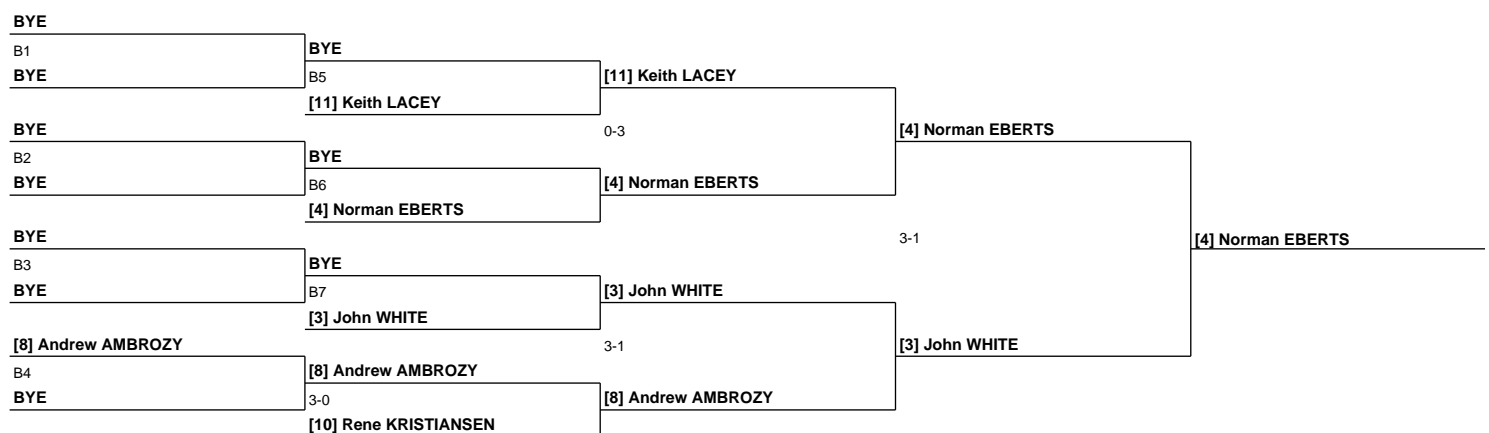 BYE
B1
BYE
BYE
B5
[11] Keith LACEY
[11] Keith LACEY
BYE
B2
BYE
BYE
B6
[4] Norman EBERTS
0-3
[4] Norman EBERTS
[4] Norman EBERTS
BYE
B3
BYE
BYE
B7
[3] John WHITE
[3] John WHITE
[8] Andrew AMBROZY
B4
BYE
[8] Andrew AMBROZY
3-0
[10] Rene KRISTIANSEN
3-1
[8] Andrew AMBROZY
[3] John WHITE
3-1
[4] Norman EBERTS